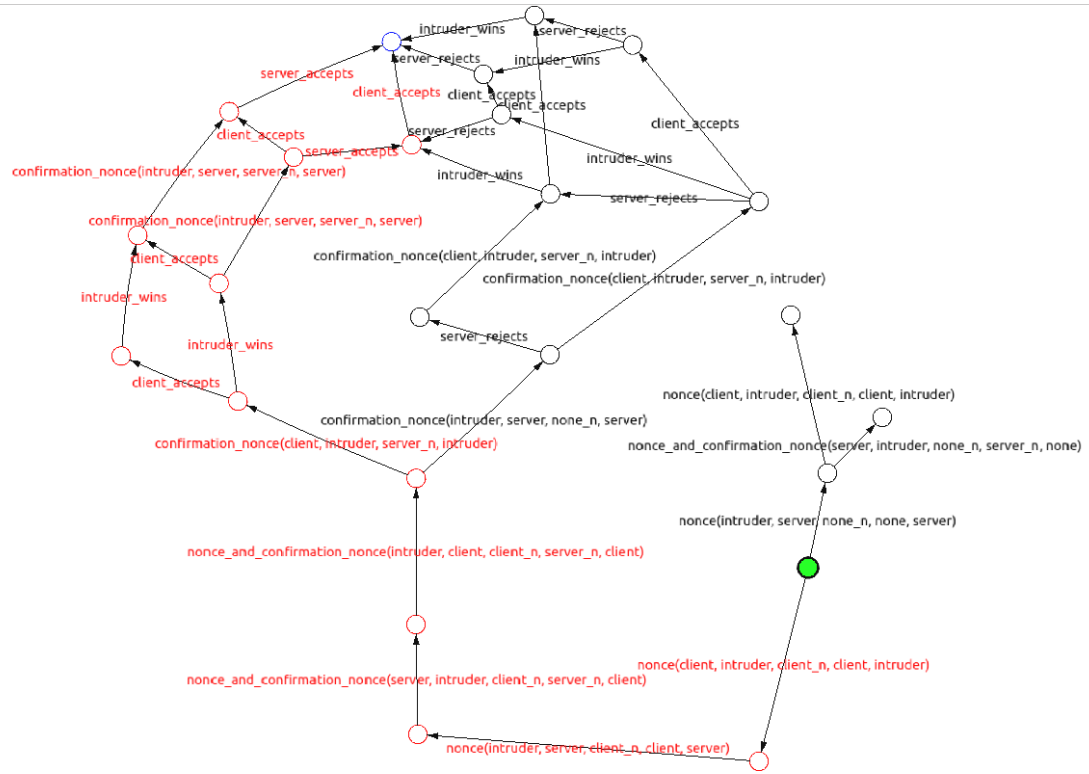 intruder_wins
server_rejects
server_rejects
intruder_wins
server_accepts
client_accepts
client_accepts
client_accepts
client_accepts
client_accepts
server_rejects
server_accepts
intruder_wins
confirmation_nonce(intruder, server, server_n, server)
intruder_wins
server_rejects
confirmation_nonce(intruder, server, server_n, server)
client_accepts
confirmation_nonce(client, intruder, server_n, intruder)
confirmation_nonce(client, intruder, server_n, intruder)
intruder_wins
server_rejects
intruder_wins
client_accepts
nonce(client, intruder, client_n, client, intruder)
confirmation_nonce(intruder, server, none_n, server)
confirmation_nonce(client, intruder, server_n, intruder)
nonce_and_confirmation_nonce(server, intruder, none_n, server_n, none)
nonce(intruder, server, none_n, none, server)
nonce_and_confirmation_nonce(intruder, client, client_n, server_n, client)
nonce(client, intruder, client_n, client, intruder)
nonce_and_confirmation_nonce(server, intruder, client_n, server_n, client)
nonce(intruder, server, client_n, client, server)